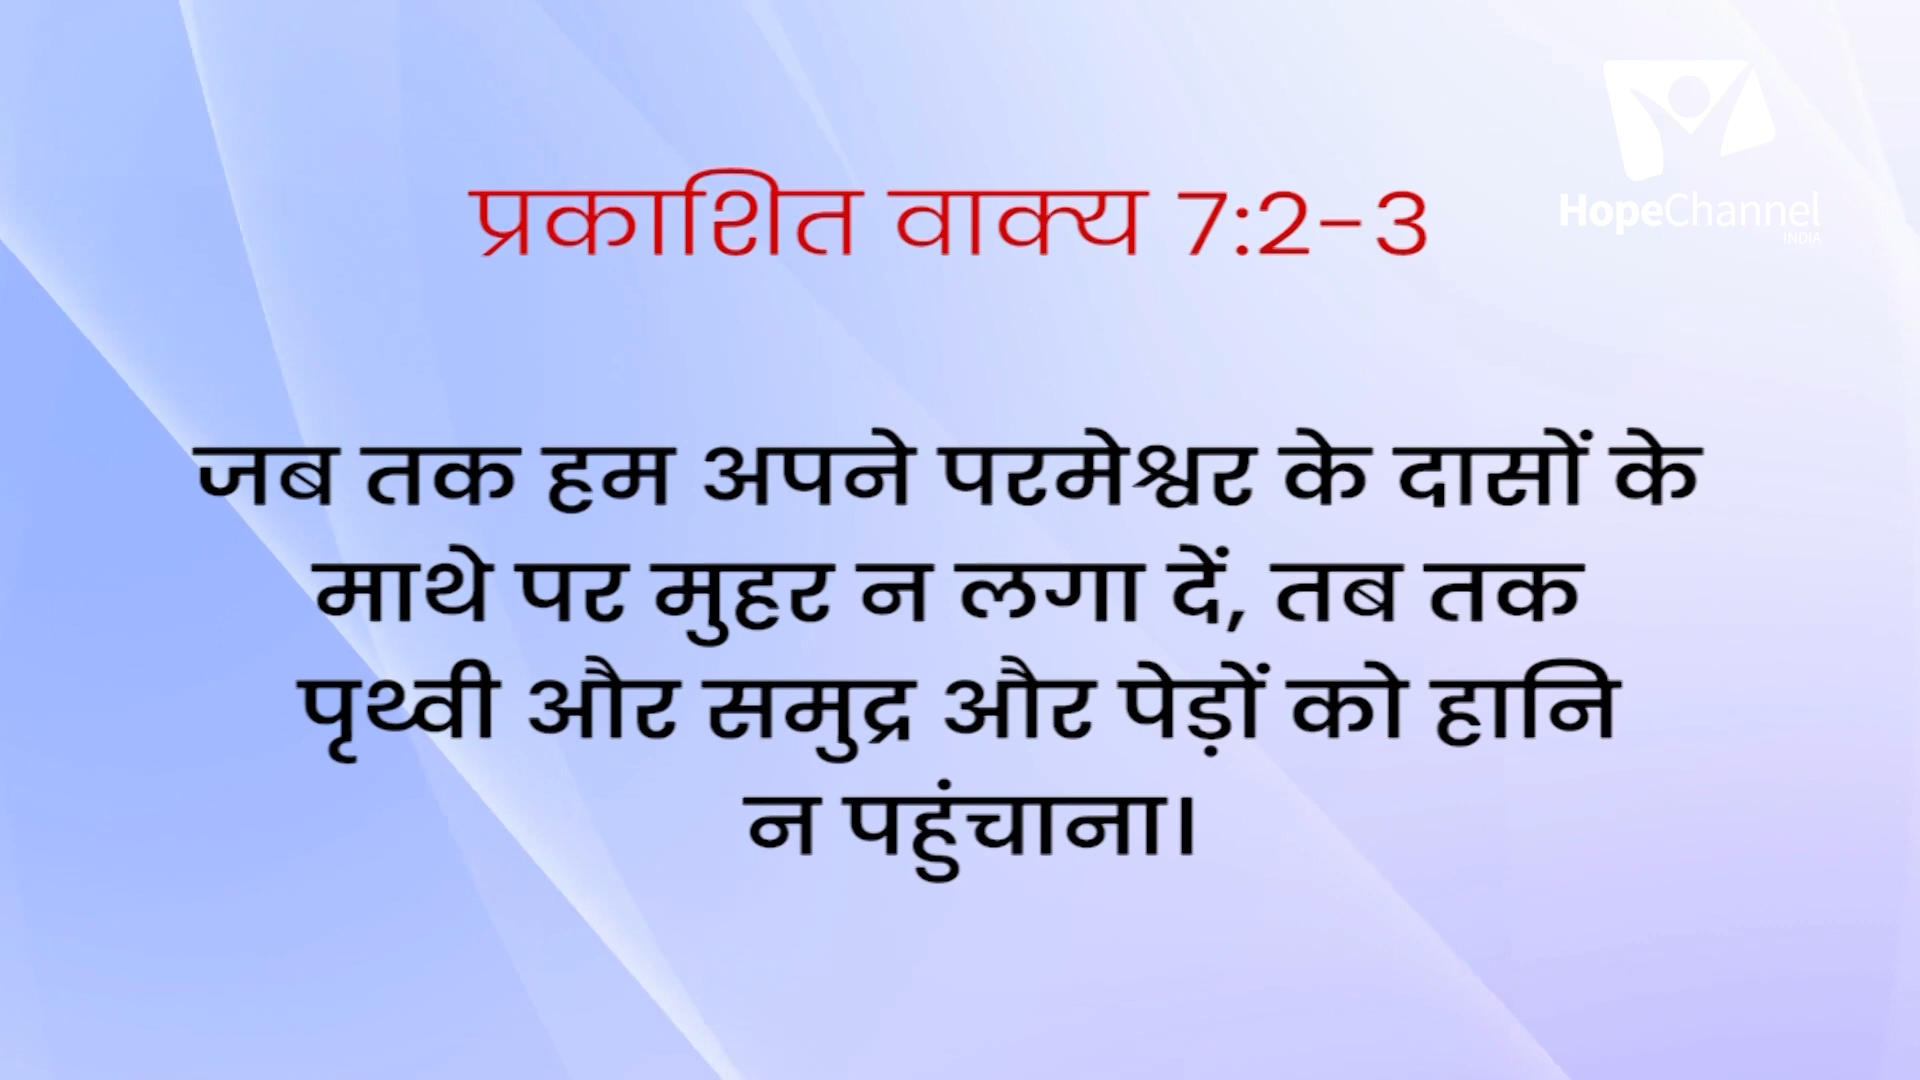 HopeChannel
INDIA
प्रकाशित वाक्य 7:2-3
जब तक हम अपने परमेश्वर के दासों के
माथे पर मुहर न लगा दें, तब तक
पृथ्वी और समुद्र और पेड़ों को हानि
न पहुंचाना।